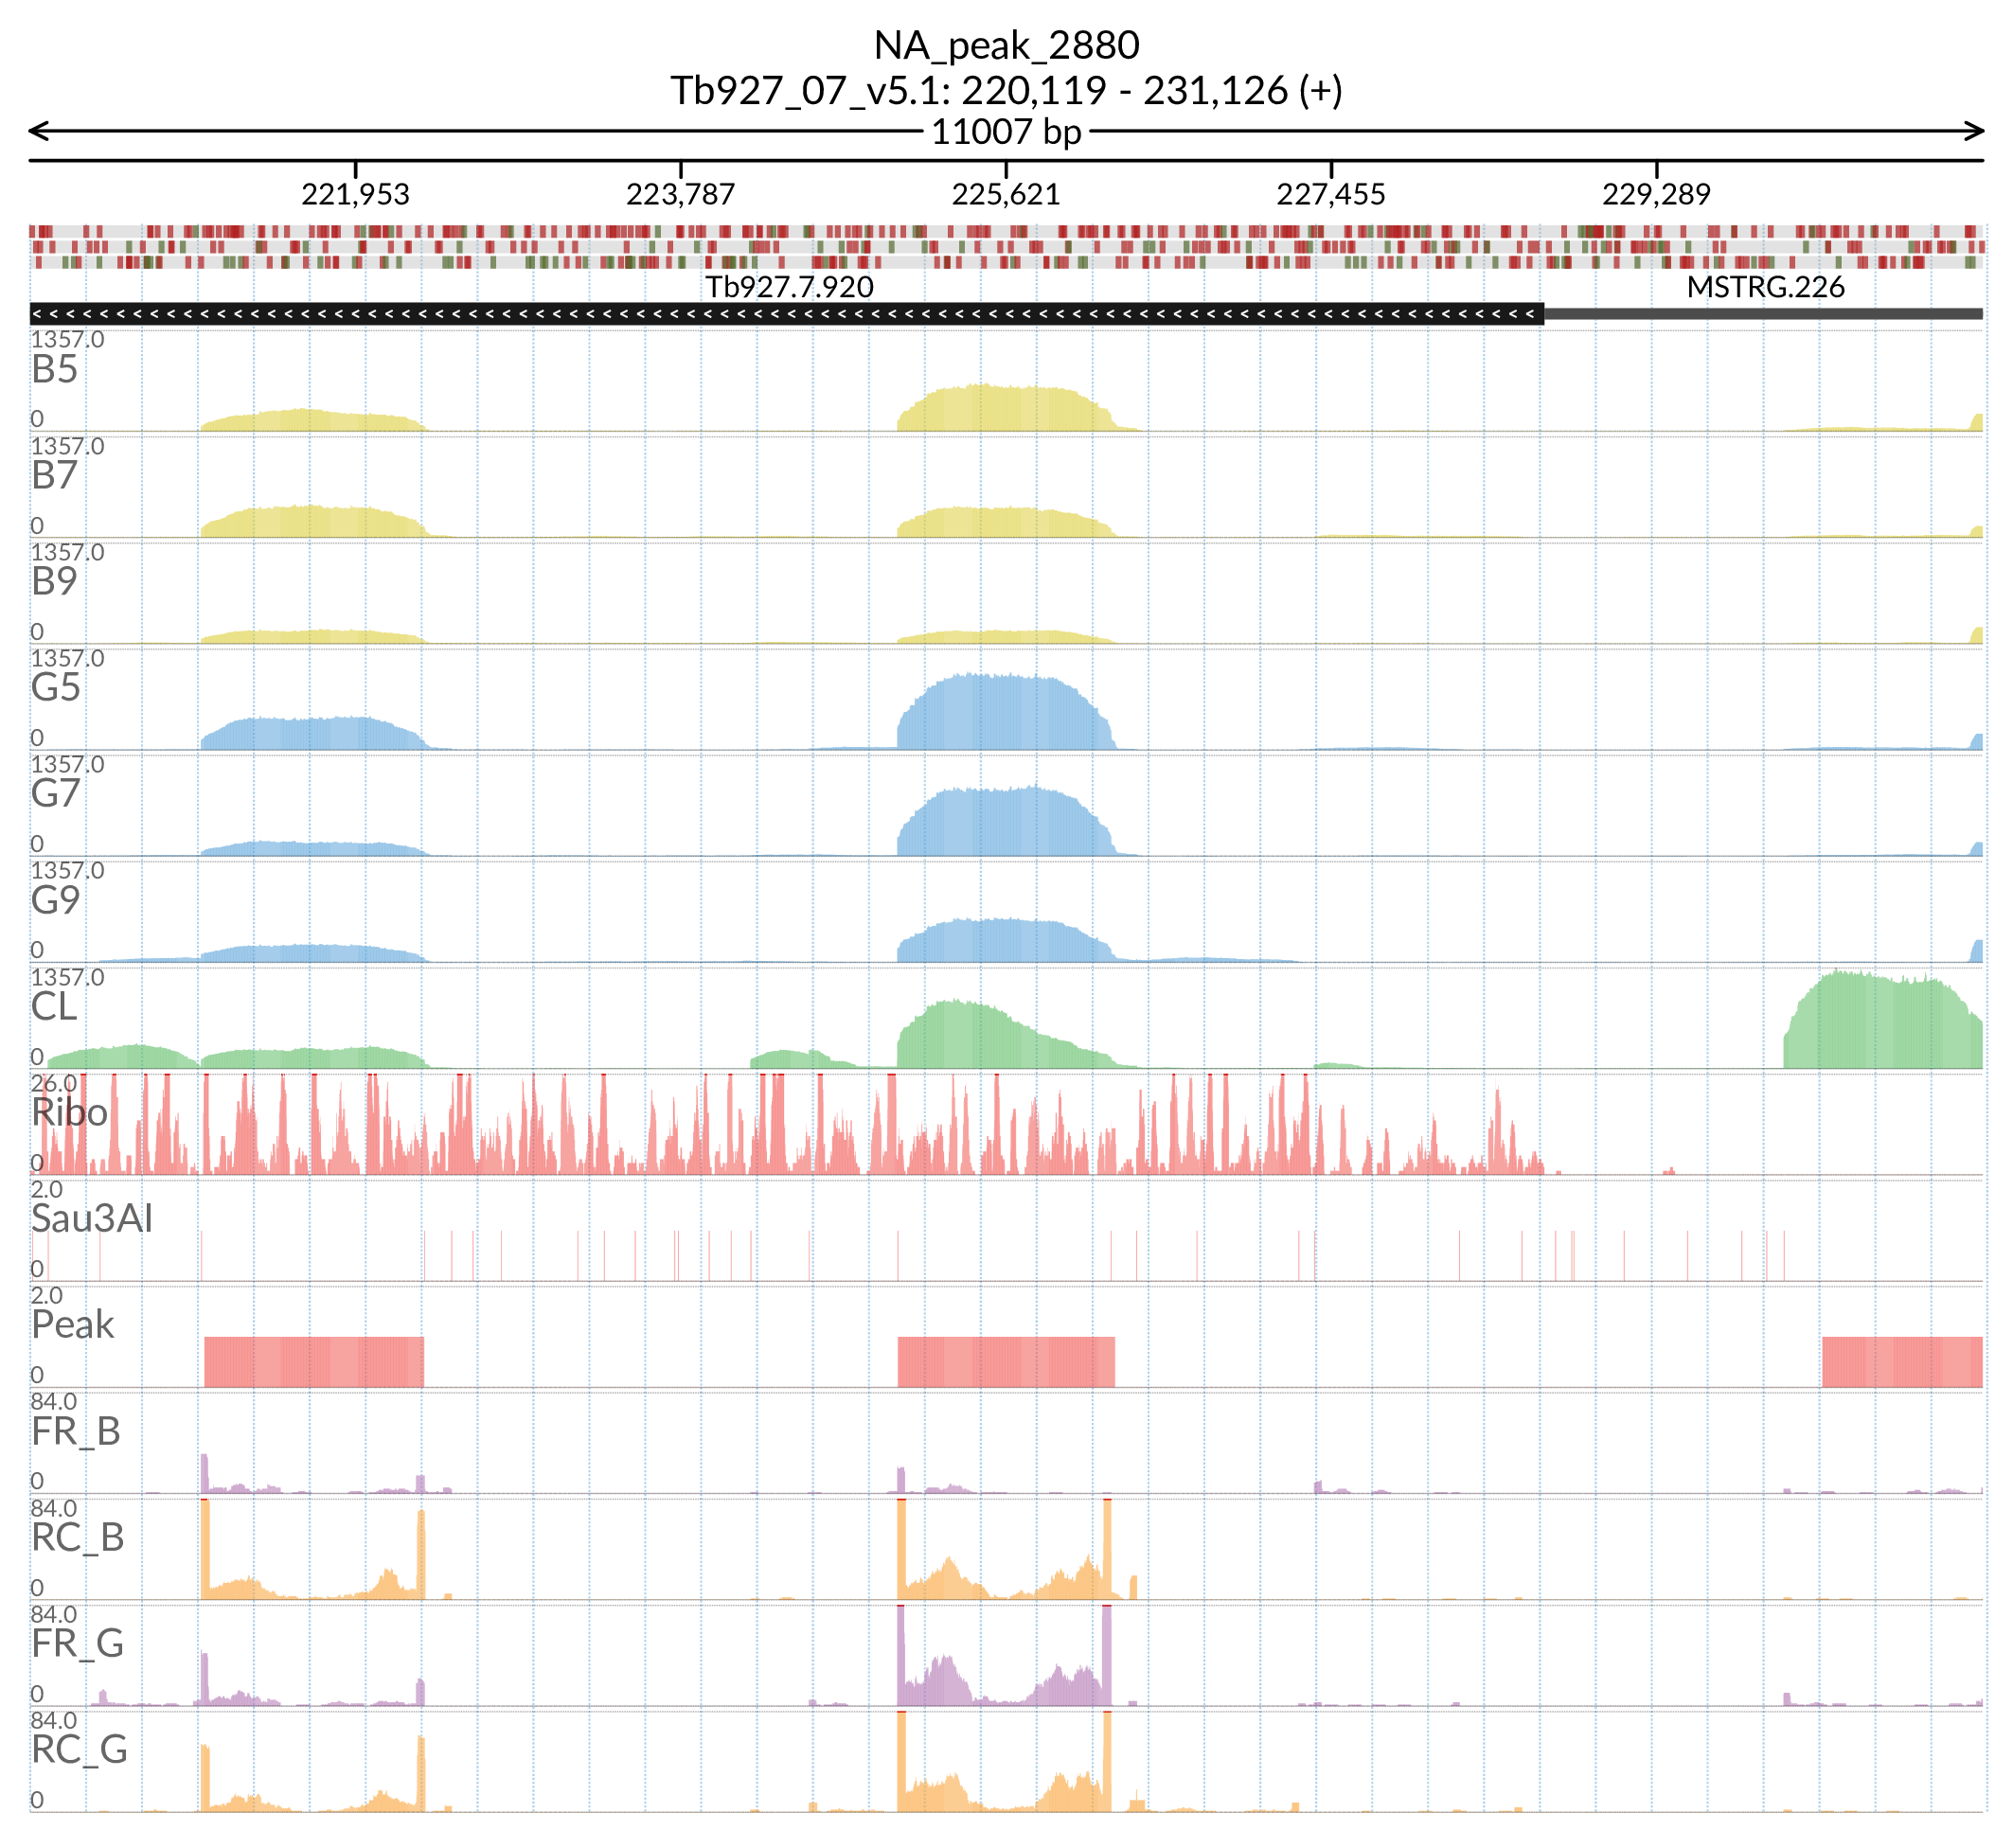 NA_peak_2880
Tb927_07_v5.1: 220,119 - 231,126 (+)
11007 bp
221,953 223,787 225,621 227,455 229,289
Tb927.7.920 MSTRG.226
1357.0
B5
0
1357.0
B7
0
1357.0
B9
0
1357.0
G5
0
1357.0
G7
0
1357.0
G9
0
1357.0
CL
0
26.0
Ribo
0
2.0
Sau3AI
0
2.0
Peak
0
84.0
FR_B
0
84.0
RC_B
0
84.0
FR_G
0
84.0
RC_G
0